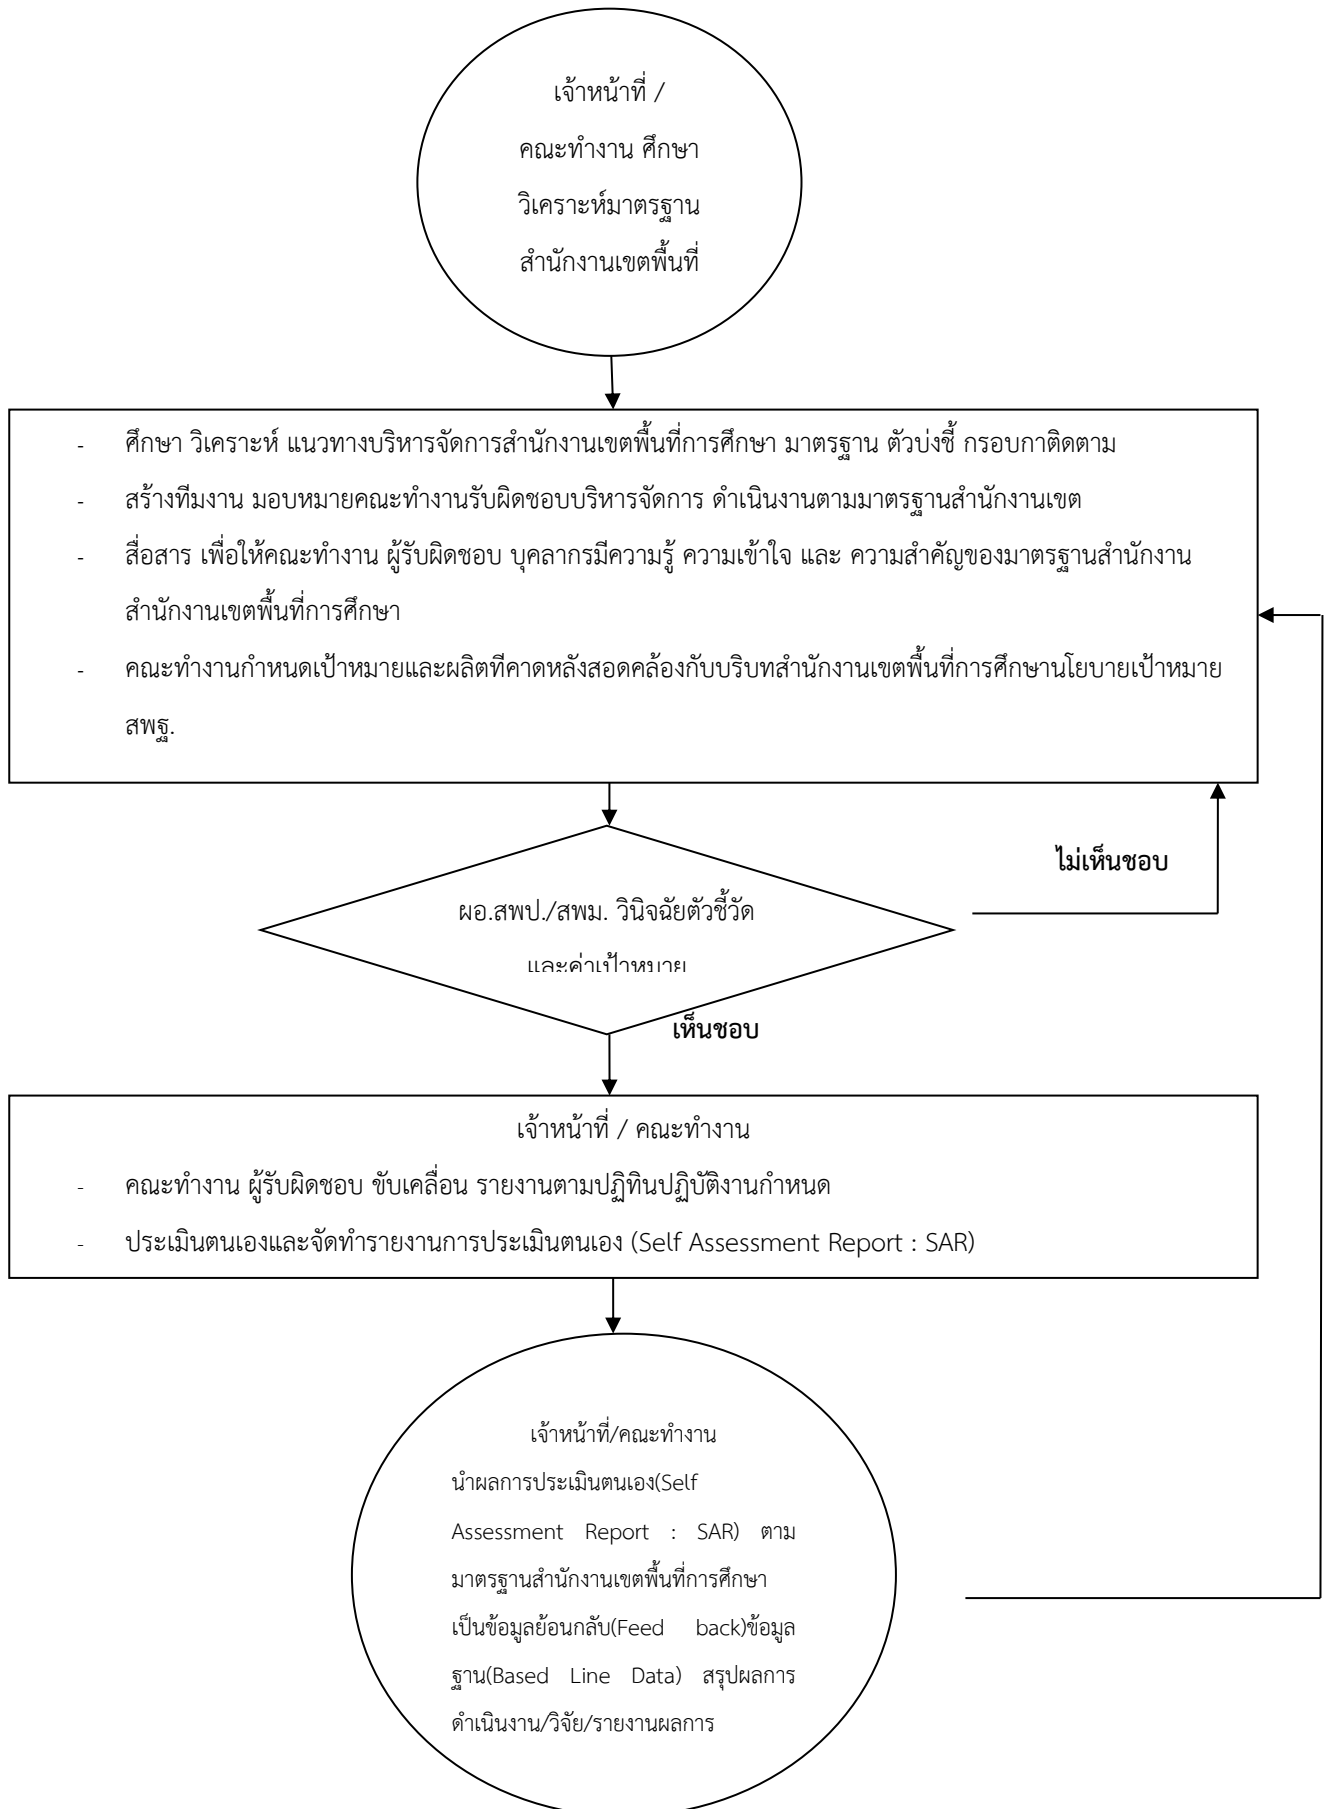 เจ้าหน้าที่ /
คณะทำงาน ศึกษา
วิเคราะห์มาตรฐาน
สำนักงานเขตพื้นที่
- ศึกษา วิเคราะห์ แนวทางบริหารจัดการสำนักงานเขตพื้นที่การศึกษา มาตรฐาน ตัวบ่งชี้ กรอบกาติดตาม
- สร้างทีมงาน มอบหมายคณะทำงานรับผิดชอบบริหารจัดการ ดำเนินงานตามมาตรฐานสำนักงานเขต
- สื่อสาร เพื่อให้คณะทำงาน ผู้รับผิดชอบ บุคลากรมีความรู้ ความเข้าใจ และ ความสำคัญของมาตรฐานสำนักงาน
สำนักงานเขตพื้นที่การศึกษา
- คณะทำงานกำหนดเป้าหมายและผลิตทีคาดหลังสอดคล้องกับบริบทสำนักงานเขตพื้นที่การศึกษานโยบายเป้าหมาย
สพฐ.
ไม่เห็นชอบ
ผอ.สพป./สพม. วินิจฉัยตัวชี้วัด
และค่าเป้าหมาย
เห็นชอบ
เจ้าหน้าที่ / คณะทำงาน
- คณะทำงาน ผู้รับผิดชอบ ขับเคลื่อน รายงานตามปฏิทินปฏิบัติงานกำหนด
- ประเมินตนเองและจัดทำรายงานการประเมินตนเอง (Self Assessment Report : SAR)
เจ้าหน้าที่/คณะทำงาน
นำผลการประเมินตนเอง(Self
Assessment Report : SAR) ตาม
มาตรฐานสำนักงานเขตพื้นที่การศึกษา
เป็นข้อมูลย้อนกลับ(Feed back)ข้อมูล
ฐาน(Based Line Data) สรุปผลการ
ดำเนินงาน/วิจัย/รายงานผลการ